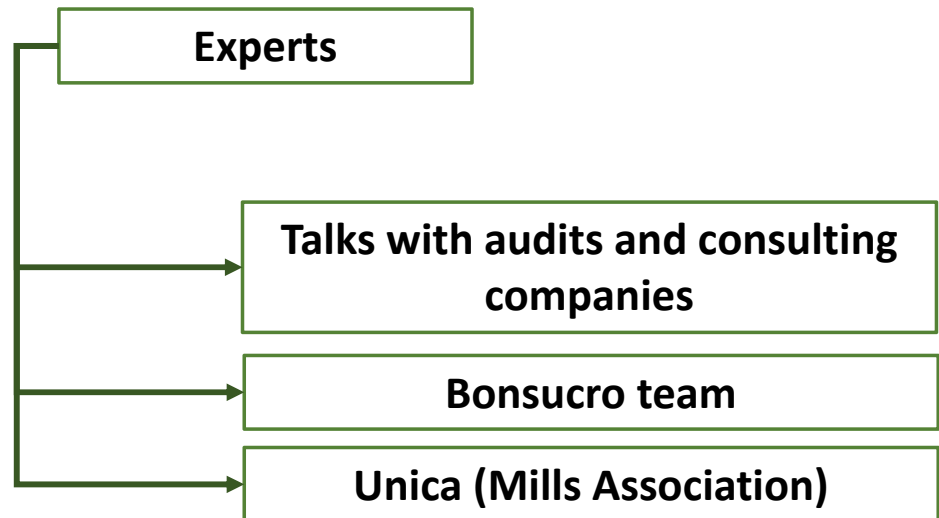 Experts
Talks with audits and consulting
companies
Bonsucro team
Unica (Mills Association)